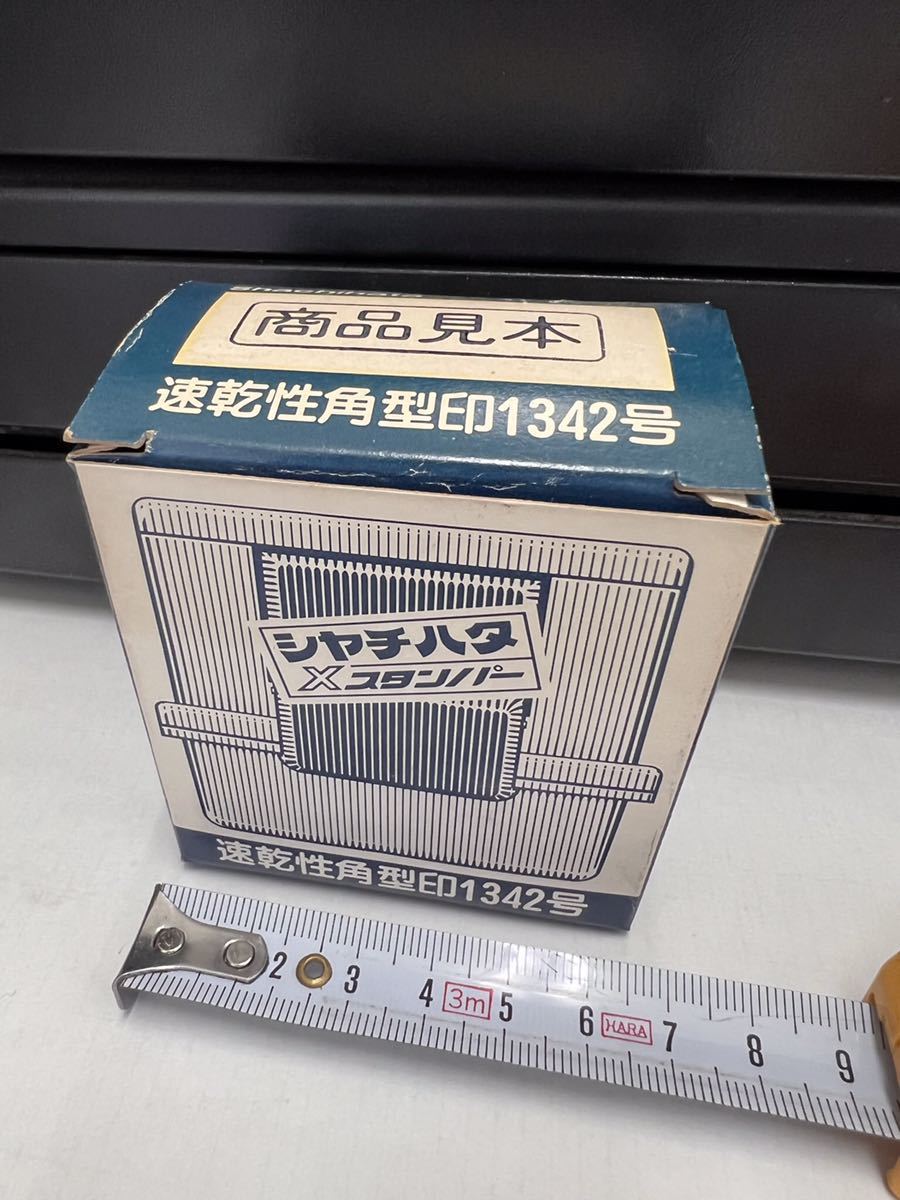 Shachihata
商品見本
速乾性角型印1342号
シヤチハタ
Xスタンパー
速乾性角型印1342号
2 3 4 3m 5 6 HARA 7 8 9